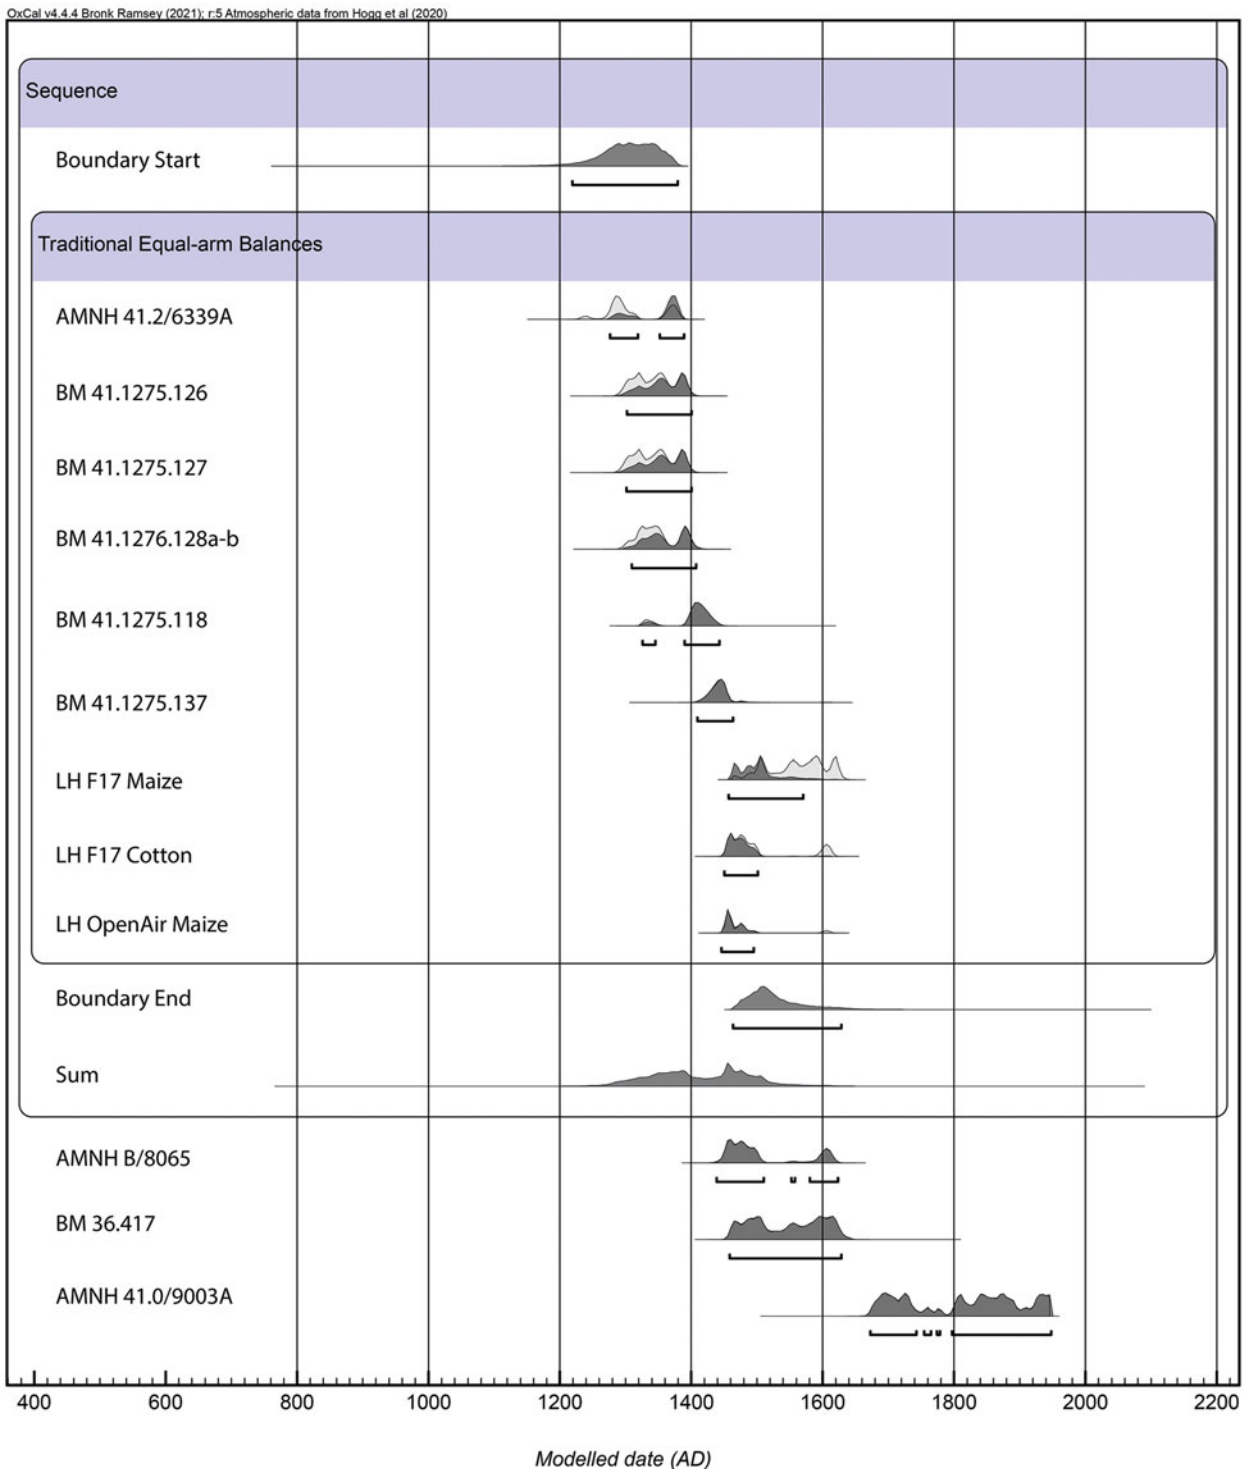 OxCal v4.4.4 Bronk Ramsey (2021); r:5 Atmospheric data from Hogg et al (2020)
Sequence
Boundary Start
Traditional Equal-arm Balances
AMNH 41.2/6339A
BM 41.1275.126
BM 41.1275.127
BM 41.1276.128a-b
BM 41.1275.118
BM 41.1275.137
LH F17 Maize
LH F17 Cotton
LH OpenAir Maize
Boundary End
Sum
AMNH B/8065
BM 36.417
AMNH 41.0/9003A
400 600 800 1000 1200 1400 1600 1800 2000 2200
Modelled date (AD)